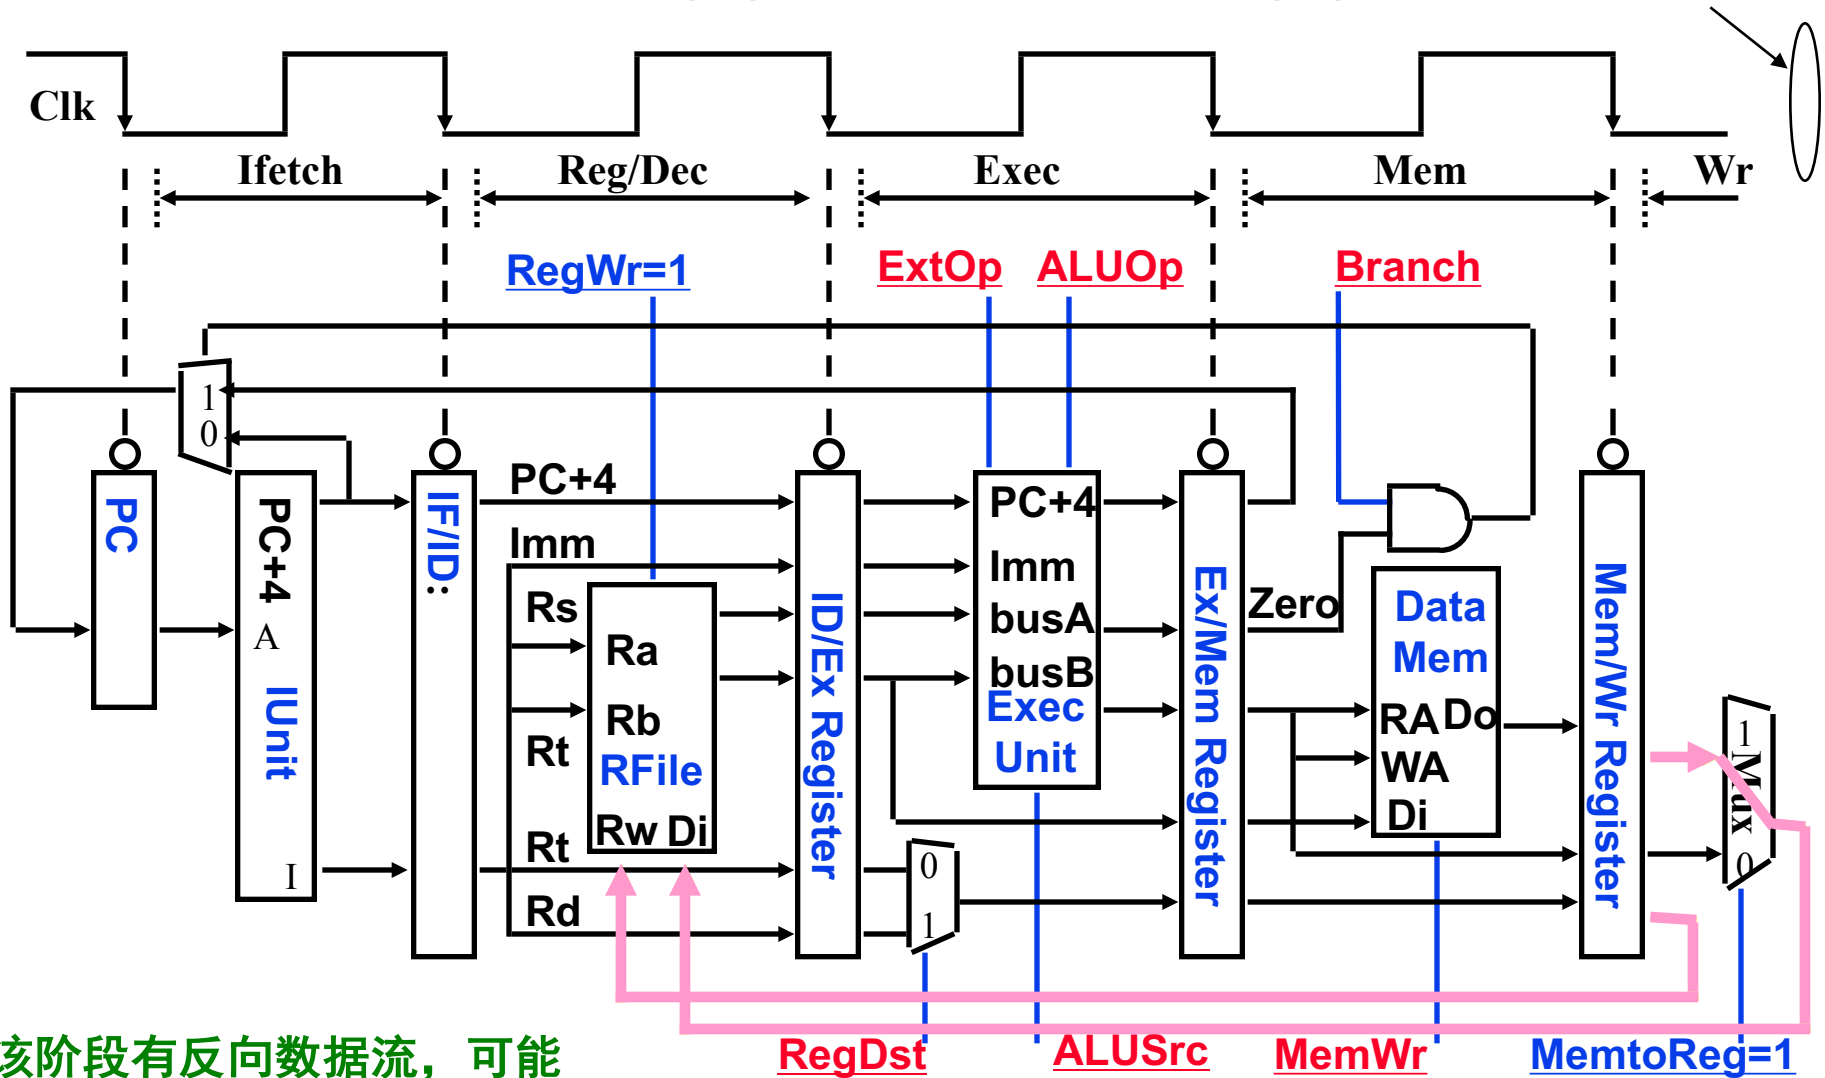 Clk
Ifetch
Reg/Dec
Exec
Mem
Wr
RegWr=1
ExtOp
ALUOp
Branch
1
0
PC
PC+4
A
IUnit
I
IF/ID:
PC+4
Imm
Rs
Rt
Ra
Rb
RFile
Rw Di
Rt
Rd
ID/Ex Register
0
1
PC+4
Imm
busA
busB
Exec
Unit
Ex/Mem Register
Zero
Data
Mem
RA Do
WA
Di
Mem/Wr Register
1
Mux
0
该阶段有反向数据流，可能
RegDst
ALUSrc
MemWr
MemtoReg=1